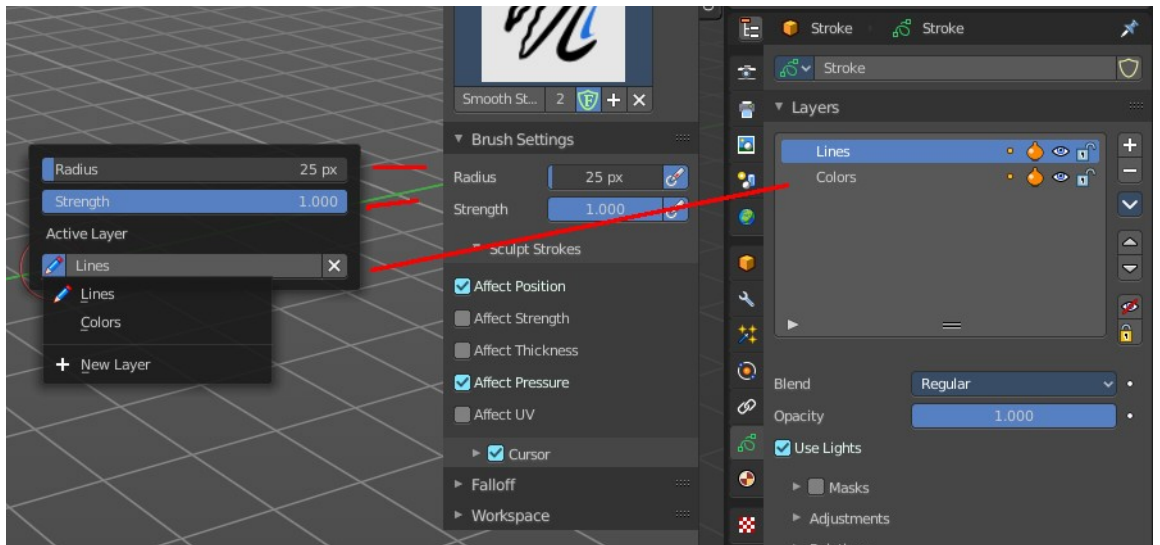 Radius 25 px
Strength 1.000
Active Layer
Lines
Lines
Colors
New Layer
Smooth St... 2 F
Brush Settings
Radius 25 px
Strength 1.000
Sculpt Strokes
Affect Position
Affect Strength
Affect Thickness
Affect Pressure
Affect UV
Cursor
Falloff
Workspace
Stroke Stroke
Stroke
Layers
Lines
Colors
Blend Regular
Opacity 1.000
Use Lights
Masks
Adjustments